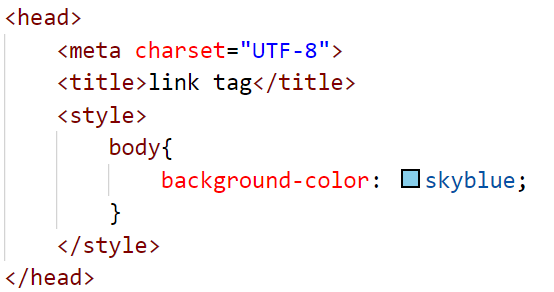 <head>
    <meta charset="UTF-8">
    <title>link tag</title>
    <style>
        body{
            background-color: skyblue;
        }
    </style>
</head>